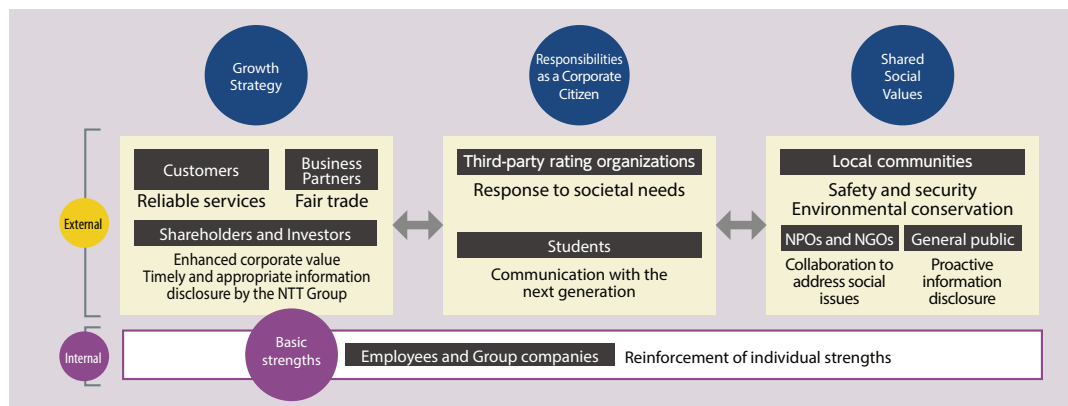 Growth
Strategy
Responsibilities
as a Corporate
Citizen
Shared
Social
Values
External
Customers
Reliable services
Business
Partners
Fair trade
Shareholders and Investors
Enhanced corporate value
Timely and appropriate information
disclosure by the NTT Group
Third-party rating organizations
Response to societal needs
Students
Communication with the
next generation
Local communities
Safety and security
Environmental conservation
NPOs and NGOs
Collaboration to
address social
issues
General public
Proactive
information
disclosure
Internal
Basic
strengths
Employees and Group companies
Reinforcement of individual strengths